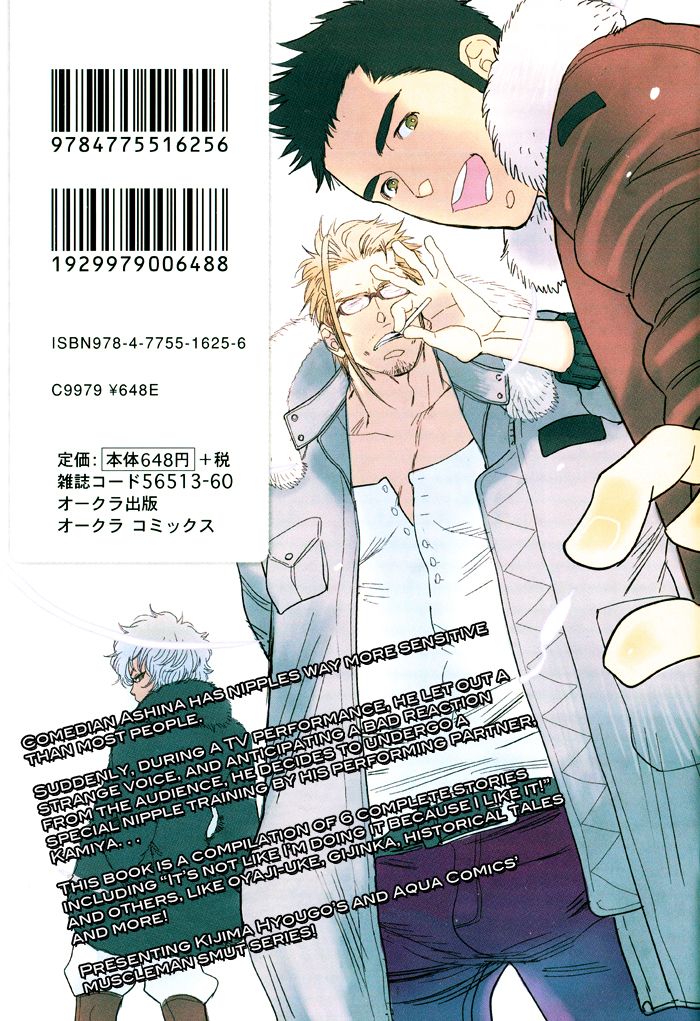 9784775516256
1929979006488
ISBN978-4-7755-1625-6
C9979 ¥648E
定価: 本体648円 +税
雑誌コード56513-60
オークラ出版
オークラ コミックス
Comedian Ashina has nipples way more sensitive
than most people.
Suddenly, during a TV performance, he let out a
strange voice, and anticipating a bad reaction
from the audience, he decides to undergo a
special nipple training by his performing partner,
Kamiya...
This book is a compilation of 6 complete stories
including "It's not like I'm doing it because I like it!"
and others, like oyaji-uke, gijinka, historical tales
and more!
Presenting Kijima Hyougo's and Aqua Comics'
muscleman smut series!